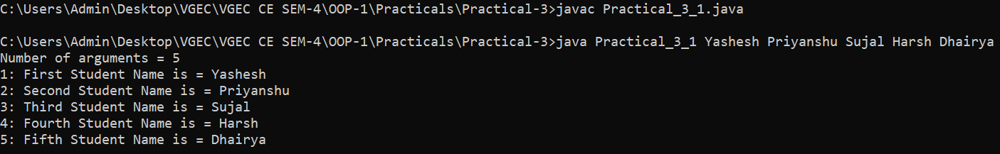 C:\Users\Admin\Desktop\VGEC\VGEC CE SEM-4\OOP-1\Practicals\Practical-3>javac Practical_3_1.java
C:\Users\Admin\Desktop\VGEC\VGEC CE SEM-4\OOP-1\Practicals\Practical-3>java Practical_3_1 Yashesh Priyanshu Sujal Harsh Dhairya
Number of arguments = 5
1: First Student Name is = Yashesh
2: Second Student Name is = Priyanshu
3: Third Student Name is = Sujal
4: Fourth Student Name is = Harsh
5: Fifth Student Name is = Dhairya